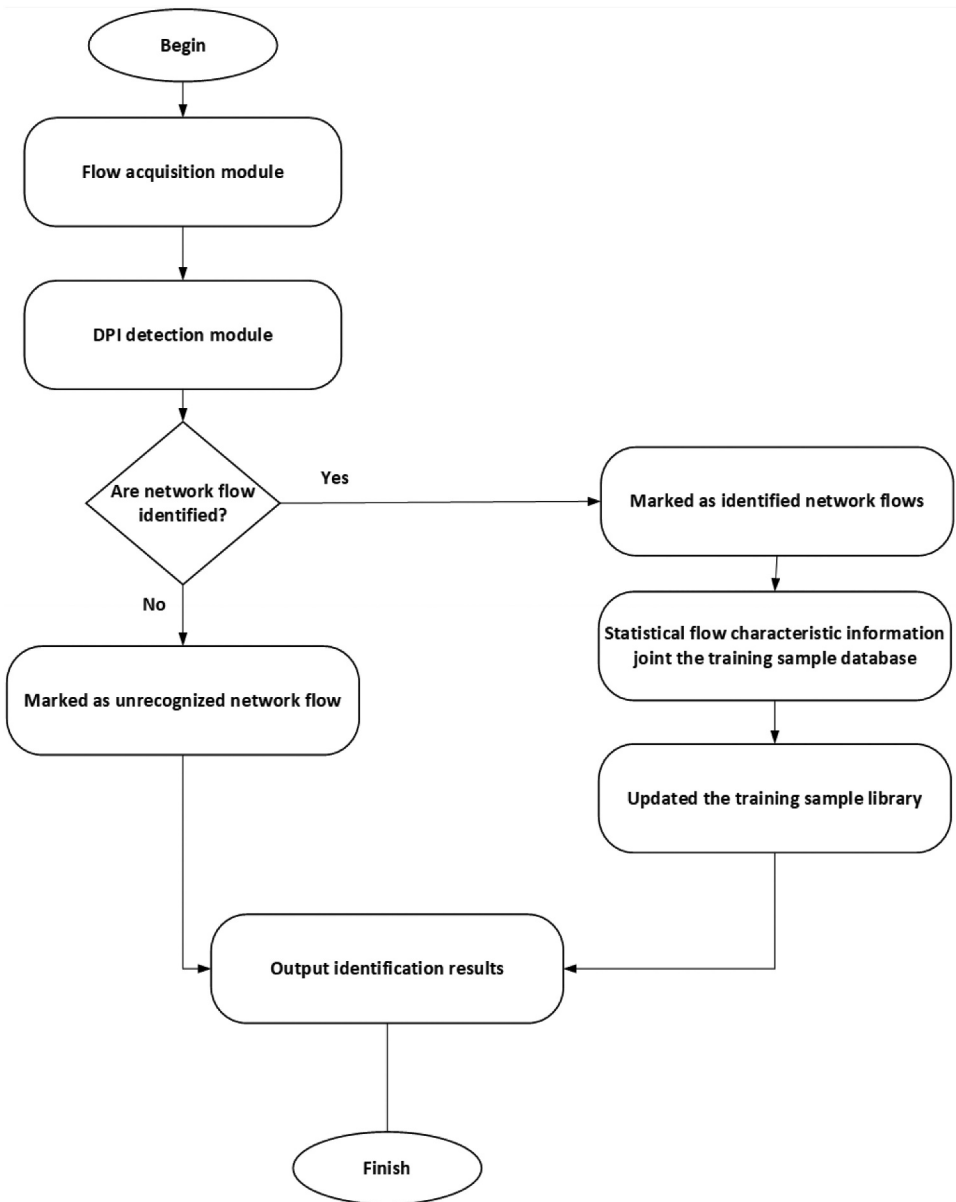 Begin
Flow acquisition module
DPI detection module
Are network flow
identified?
Yes
Marked as identified network flows
Statistical flow characteristic information
joint the training sample database
Updated the training sample library
No
Marked as unrecognized network flow
Output identification results
Finish